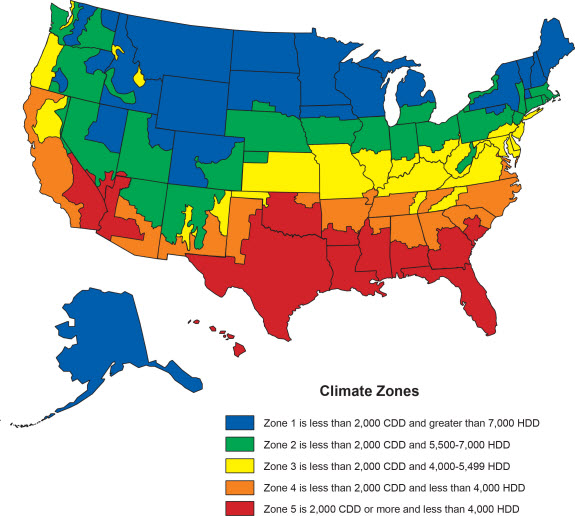 Climate Zones
Zone 1 is less than 2,000 CDD and greater than 7,000 HDD
Zone 2 is less than 2,000 CDD and 5,500-7,000 HDD
Zone 3 is less than 2,000 CDD and 4,000-5,499 HDD
Zone 4 is less than 2,000 CDD and less than 4,000 HDD
Zone 5 is 2,000 CDD or more and less than 4,000 HDD